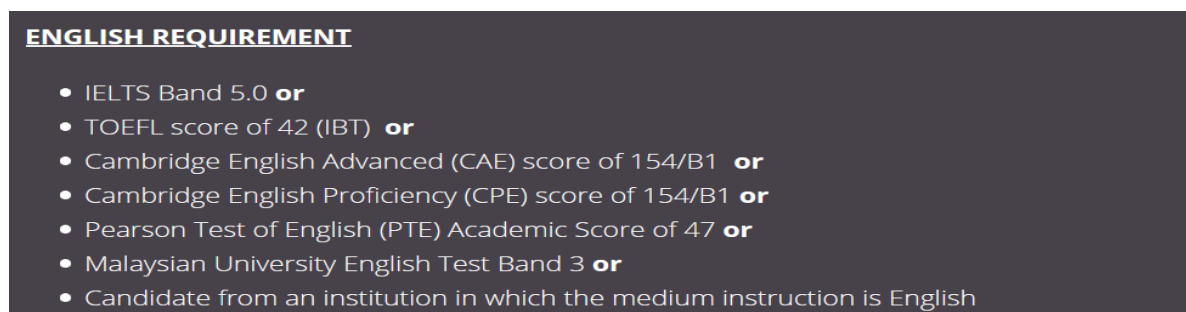 ENGLISH REQUIREMENT
• IELTS Band 5.0 or
• TOEFL score of 42 (IBT) or
• Cambridge English Advanced (CAE) score of 154/B1 or
• Cambridge English Proficiency (CPE) score of 154/B1 or
• Pearson Test of English (PTE) Academic Score of 47 or
• Malaysian University English Test Band 3 or
• Candidate from an institution in which the medium instruction is English